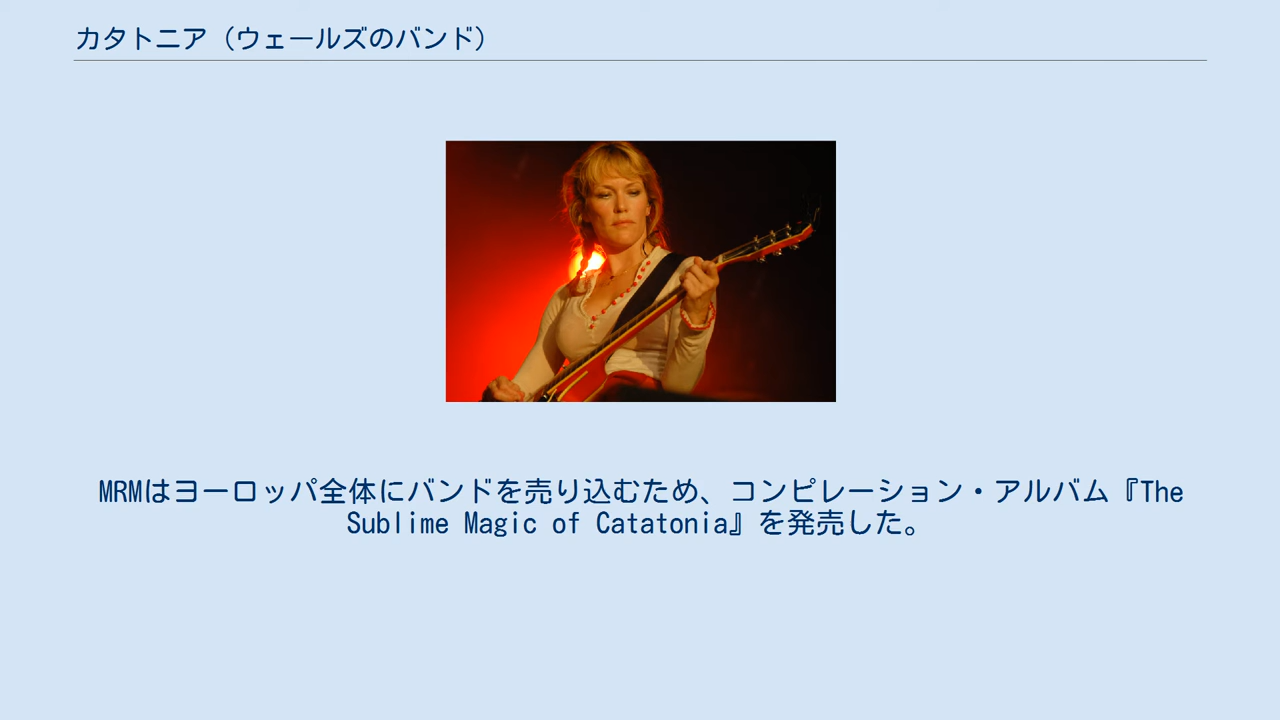 カタトニア（ウェールズのバンド）
MRMはヨーロッパ全体にバンドを売り込むため、コンピレーション・アルバム『The
Sublime Magic of Catatonia』を発売した。